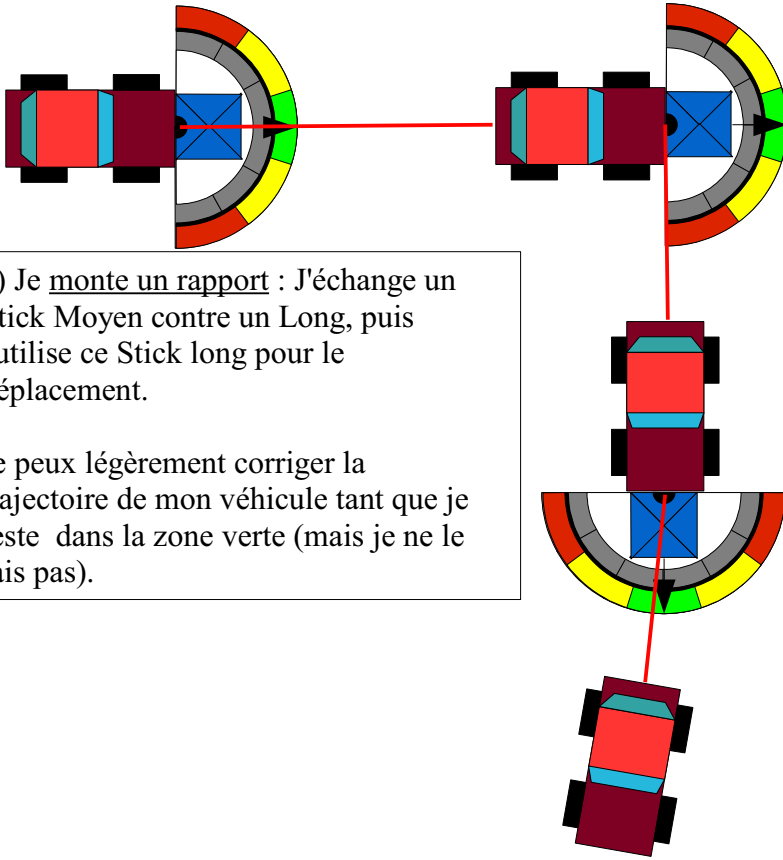 ) Je monte un rapport : J'échange un
tick Moyen contre un Long, puis
utilise ce Stick long pour le
éplacement.
e peux légèrement corriger la
ajectoire de mon véhicule tant que je
este dans la zone verte (mais je ne le
ais pas).